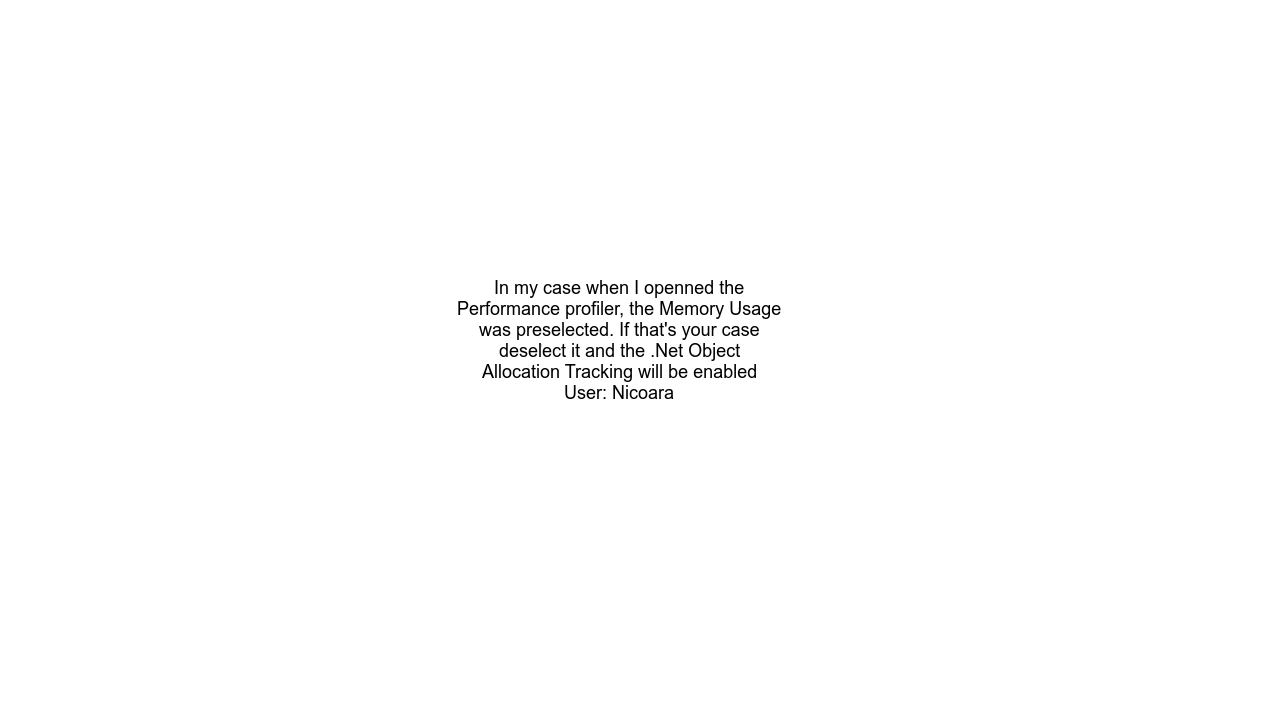 In my case when I openned the
Performance profiler, the Memory Usage
was preselected. If that's your case
deselect it and the .Net Object
Allocation Tracking will be enabled
User: Nicoara